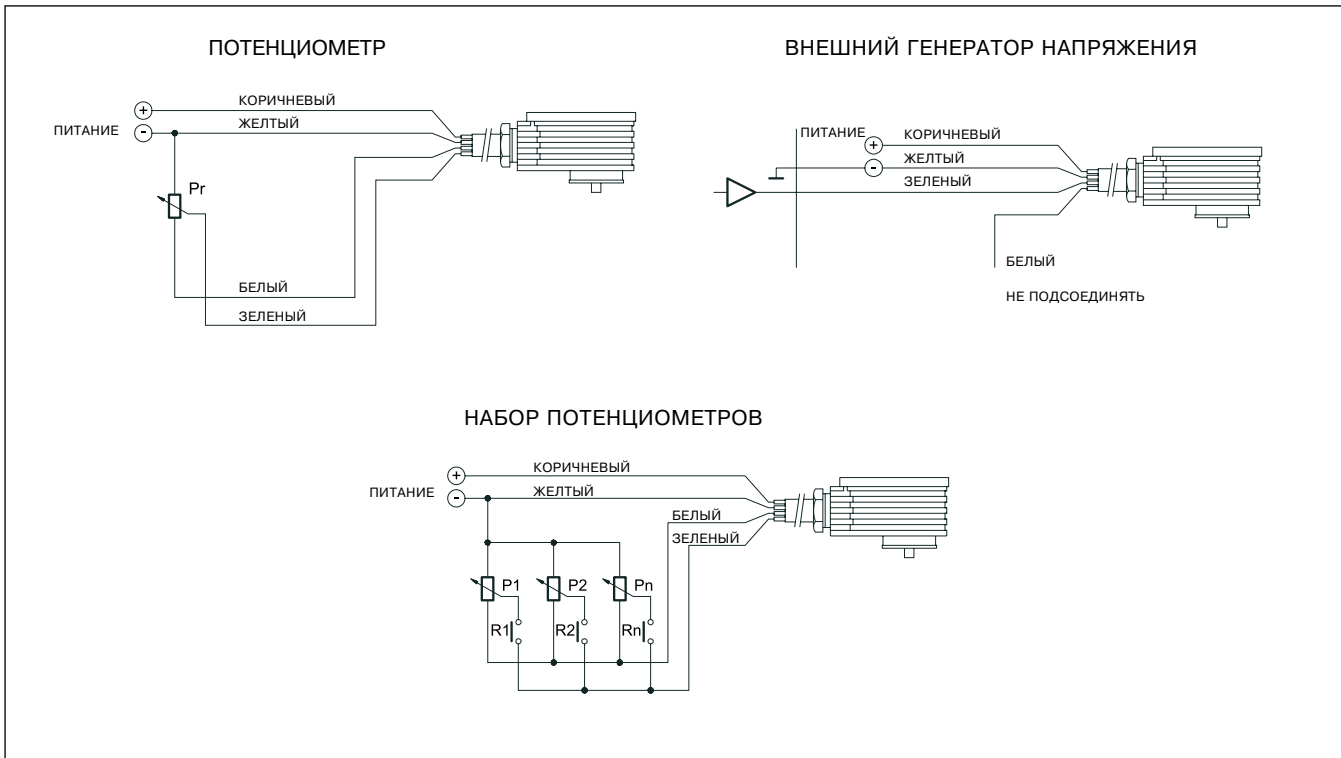 ПОТЕНЦИОМЕТР
+
КОРИЧНЕВЫЙ
ПИТАНИЕ
-
ЖЕЛТЫЙ
Pr
БЕЛЫЙ
ЗЕЛЕНЫЙ
ВНЕШНИЙ ГЕНЕРАТОР НАПРЯЖЕНИЯ
ПИТАНИЕ
+
КОРИЧНЕВЫЙ
-
ЖЕЛТЫЙ
ЗЕЛЕНЫЙ
БЕЛЫЙ
НЕ ПОДСОЕДИНЯТЬ
НАБОР ПОТЕНЦИОМЕТРОВ
+
КОРИЧНЕВЫЙ
ПИТАНИЕ
-
ЖЕЛТЫЙ
БЕЛЫЙ
ЗЕЛЕНЫЙ
P1 P2 Pn
R1 R2 Rn